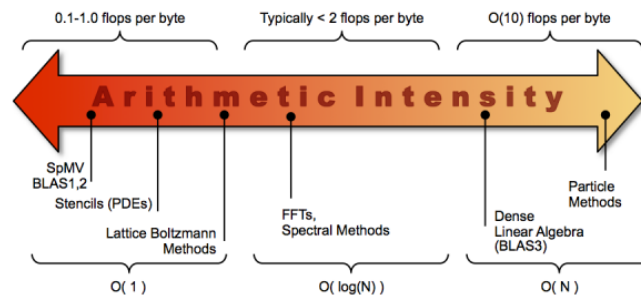 0.1-1.0 flops per byte
Typically < 2 flops per byte
O(10) flops per byte
Arithmetic Intensity
SpMV
BLAS1,2
Stencils (PDEs)
Lattice Boltzmann
Methods
FFTs,
Spectral Methods
Dense
Linear Algebra
(BLAS3)
Particle
Methods
O( 1 )
O( log(N) )
O( N )